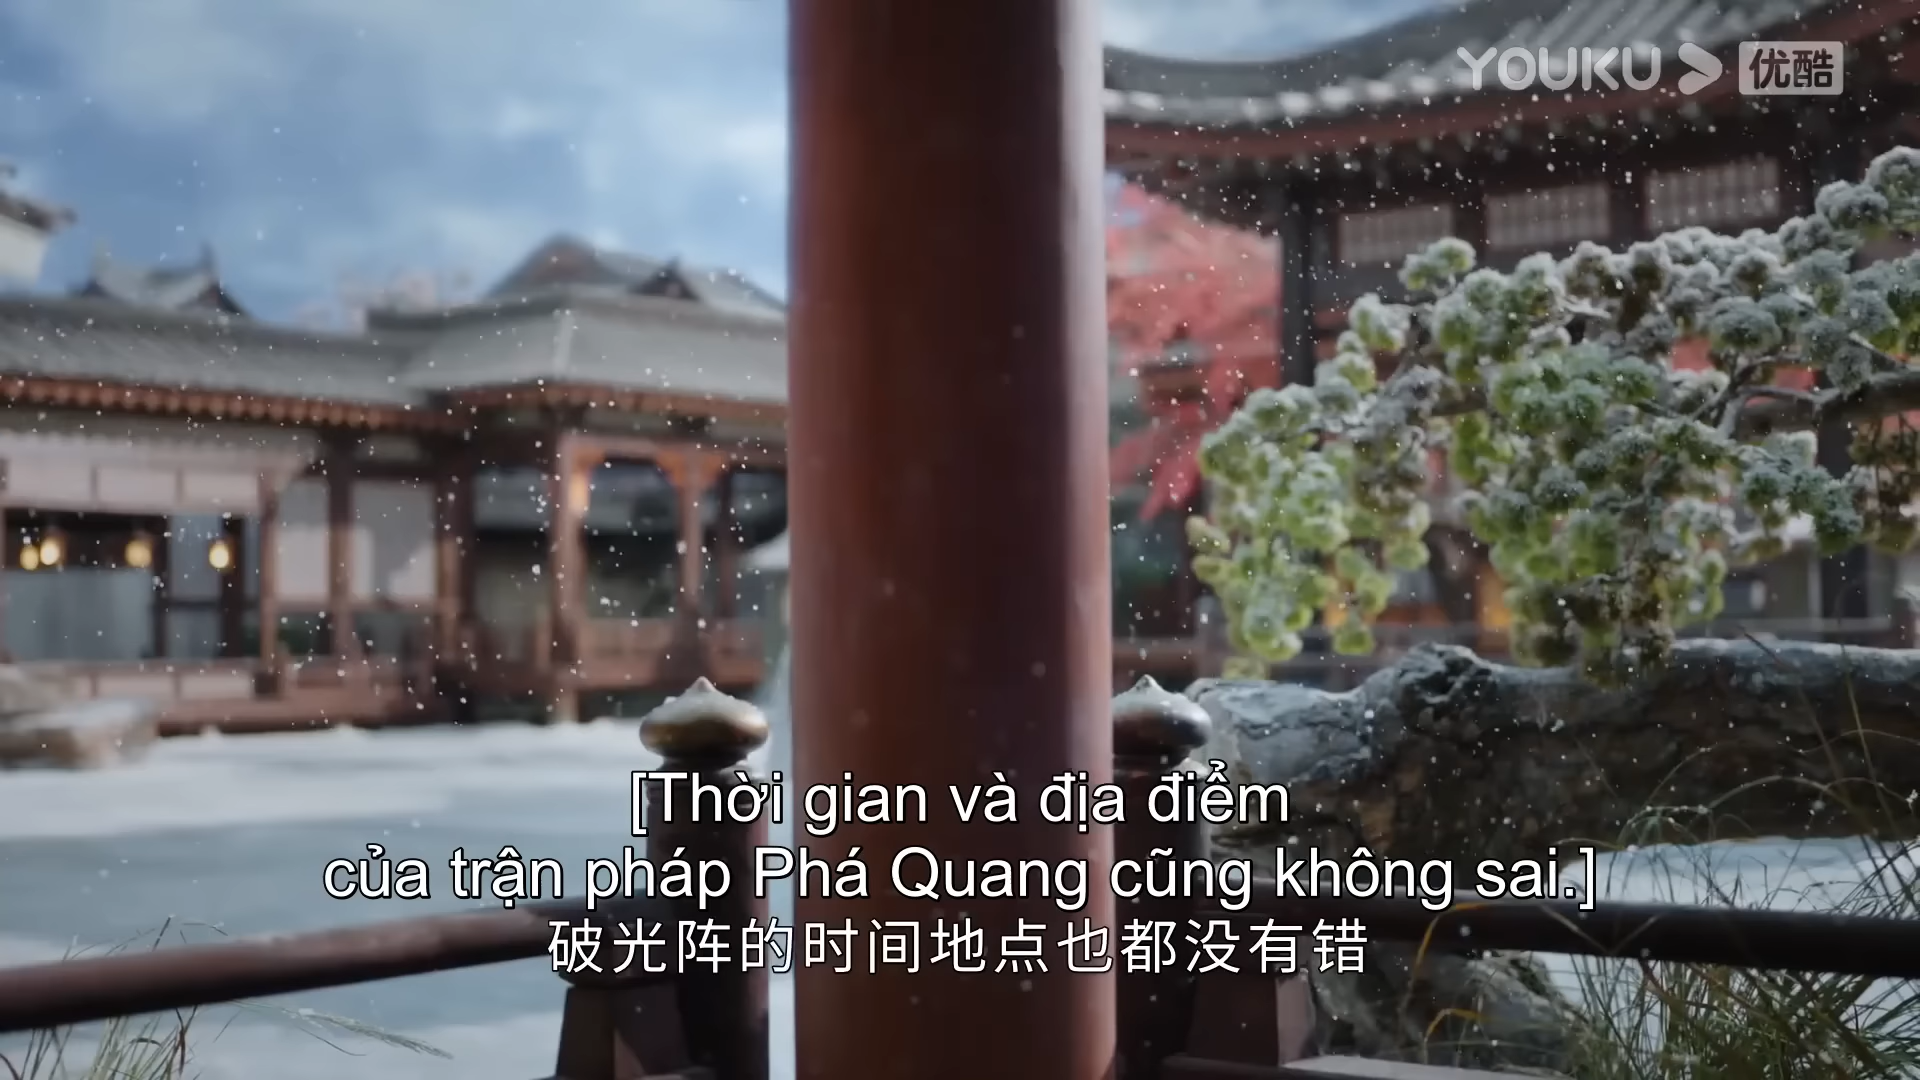 YOUKU 优酷
[Thời gian và địa điểm
của trận pháp Phá Quang cũng không sai.]
破光阵的时间地点也都没有错